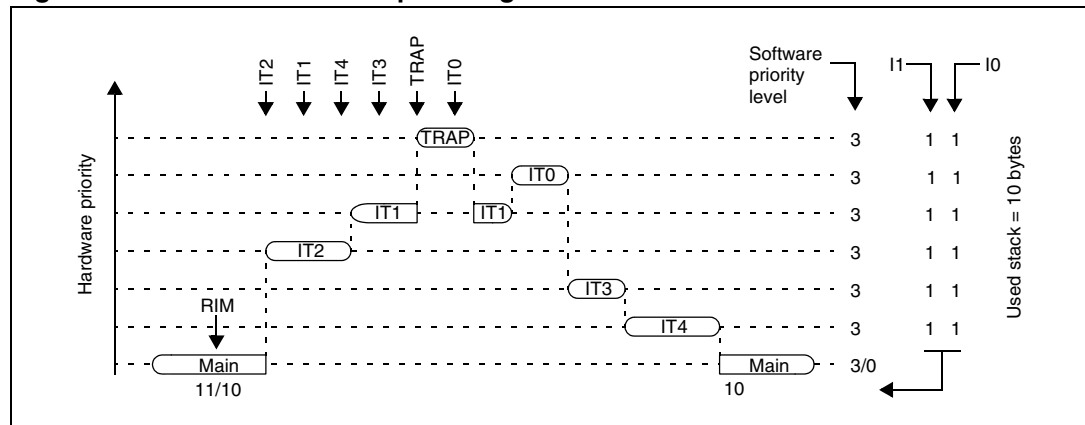 IT2
IT1
IT4
IT3
TRAP
IT0
Software
priority
level
I1
I0
Hardware priority
TRAP
3
1 1
IT0
3
1 1
IT1
IT1
3
1 1
IT2
3
1 1
IT3
3
1 1
RIM
IT4
3
1 1
Main
Main
3/0
11/10
10
Used stack = 10 bytes